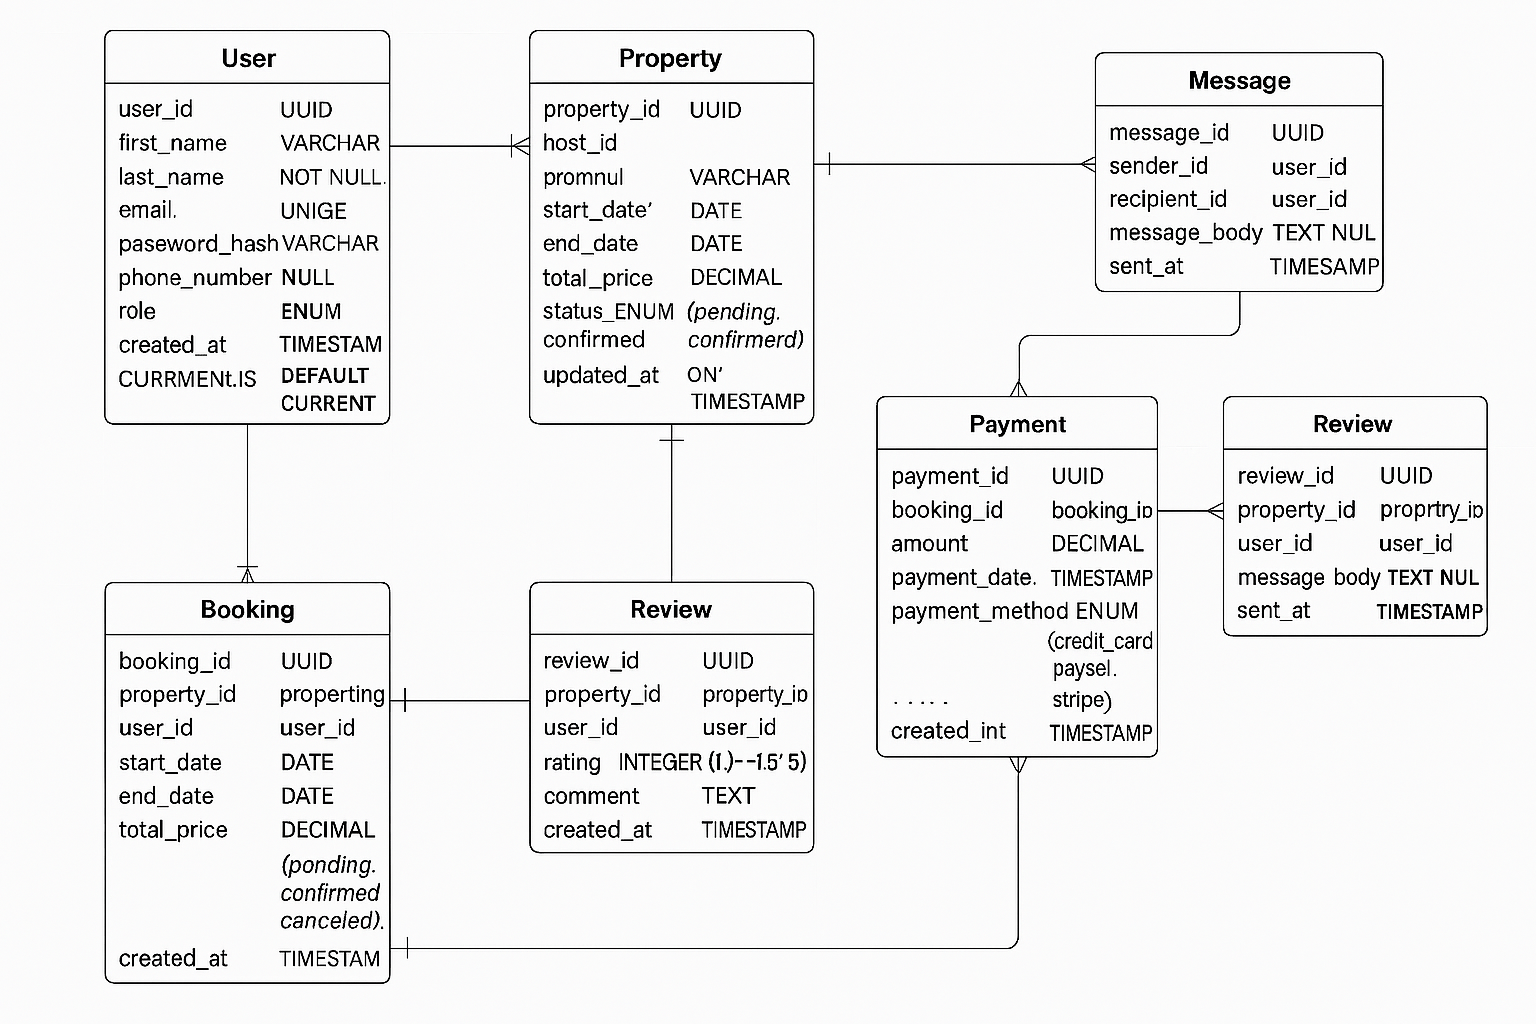 User
user_id UUID
first_name VARCHAR
last_name NOT NULL.
email. UNIGE
paseword_hash VARCHAR
phone_number NULL
role ENUM
created_at TIMESTAM
CURRMENt.IS DEFAULT
CURRENT
Property
property_id UUID
host_id
promnul VARCHAR
start_date' DATE
end_date DATE
total_price DECIMAL
status_ENUM (pending.
confirmed confirmerd)
updated_at ON'
TIMESTAMP
Message
message_id UUID
sender_id user_id
recipient_id user_id
message_body TEXT NUL
sent_at TIMESAMP
Payment
payment_id UUID
booking_id booking_ID
amount DECIMAL
payment_date. TIMESTAMP
payment_method ENUM
(credit_card
paysel.
. . . . . stripe)
created_int TIMESTAMP
Review
review_id UUID
property_id proprtry_ID
user_id user_id
message body TEXT NUL
sent_at TIMESTAMP
Booking
booking_id UUID
property_id properting
user_id user_id
start_date DATE
end_date DATE
total_price DECIMAL
(ponding.
confirmed
canceled).
created_at TIMESTAM
Review
review_id UUID
property_id property_ID
user_id user_id
rating INTEGER (1.)--1.5' 5)
comment TEXT
created_at TIMESTAMP